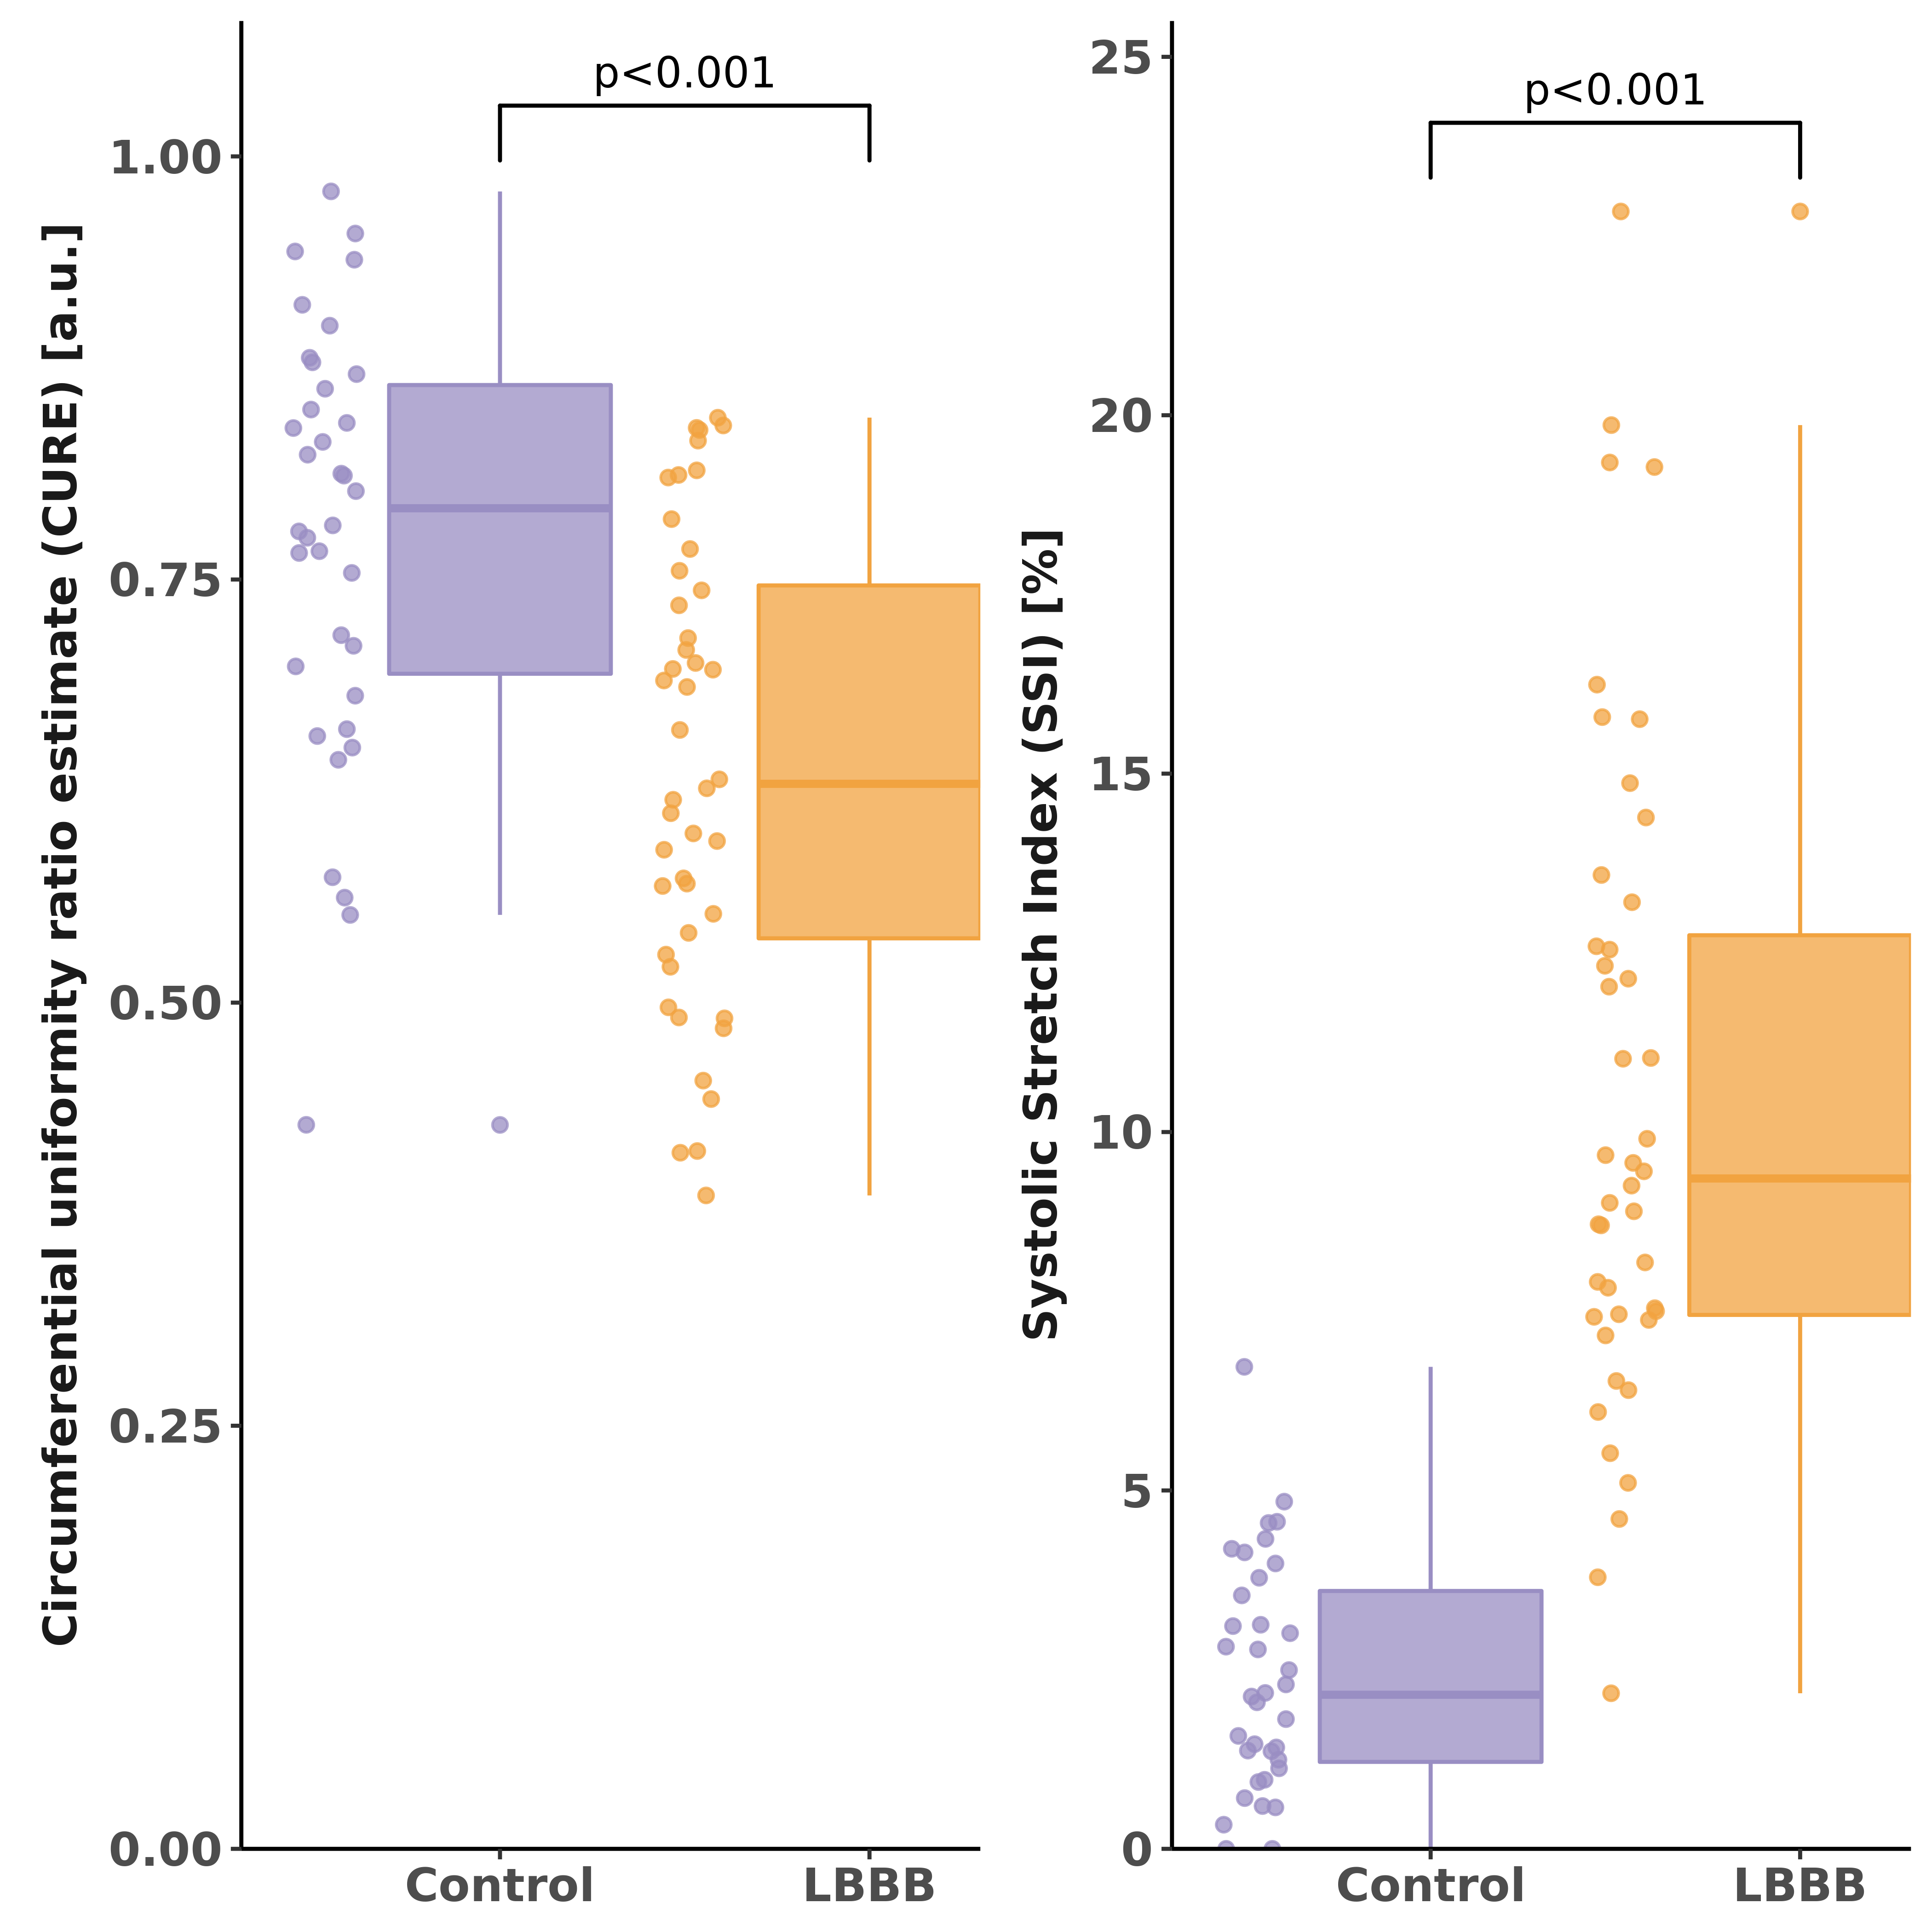 Circumferential uniformity ratio estimate (CURE) [a.u.]
1.00
0.75
0.50
0.25
0.00
p<0.001
Control
LBBB
Systolic Stretch Index (SSI) [%]
25
20
15
10
5
0
p<0.001
Control
LBBB